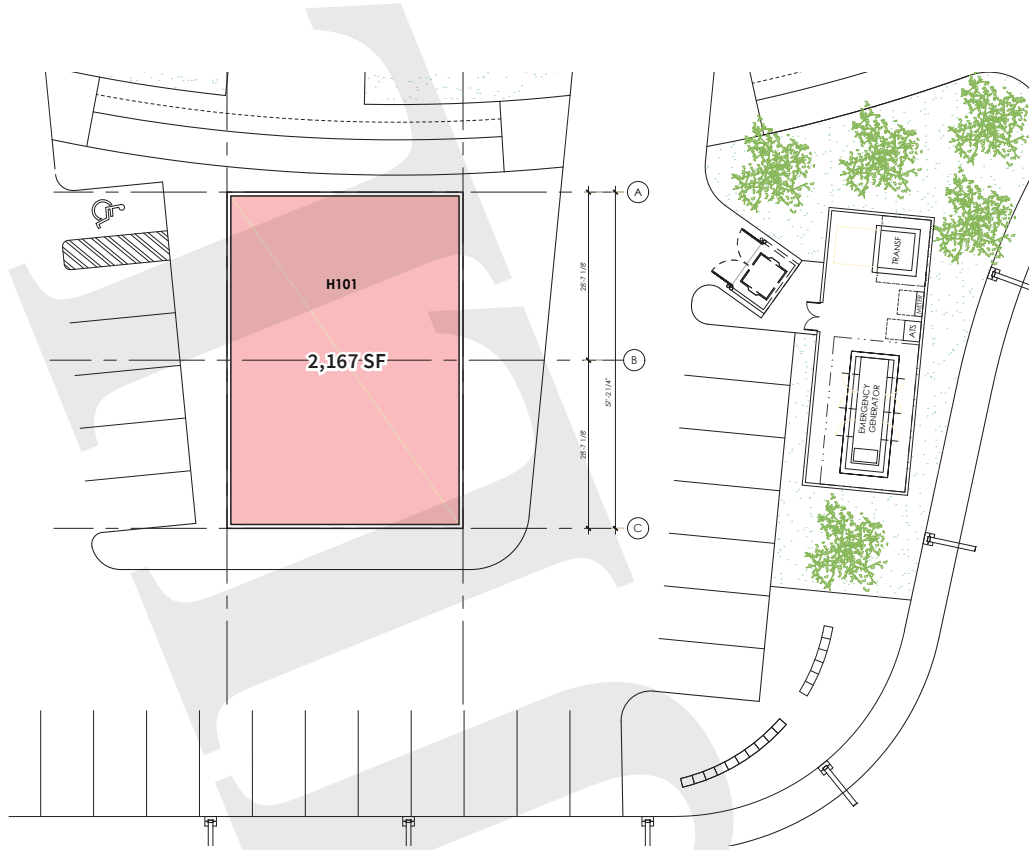 A
TRANSF
28'-7 1/8"
H101
METER
ATS
B
2,167 SF
57'-2 1/4"
EMERGENCY
GENERATOR
28'-7 1/8"
C